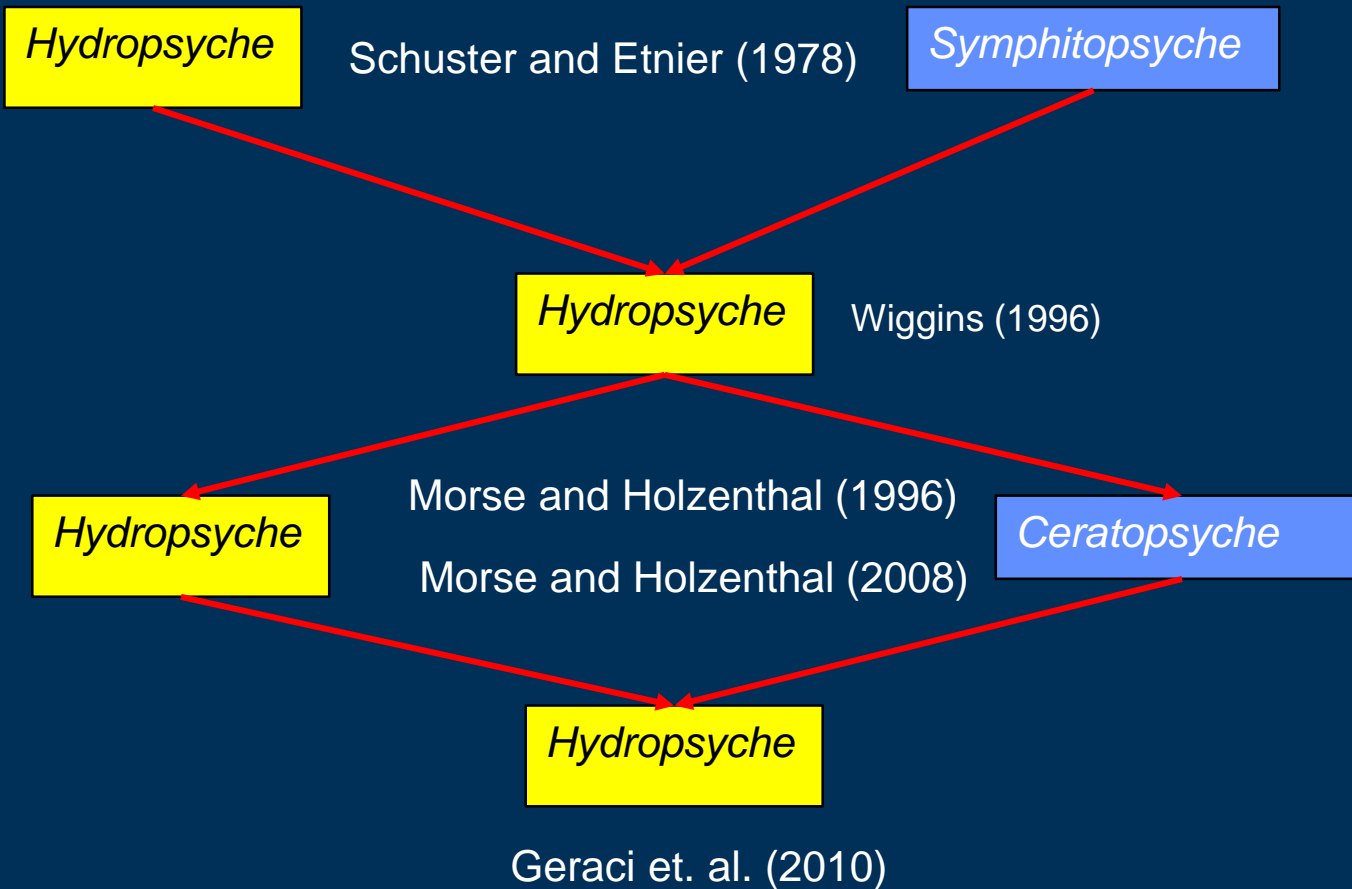 Hydropsyche
Schuster and Etnier (1978)
Symphitopsyche
Hydropsyche
Wiggins (1996)
Morse and Holzenthal (1996)
Hydropsyche
Ceratopsyche
Morse and Holzenthal (2008)
Hydropsyche
Geraci et. al. (2010)